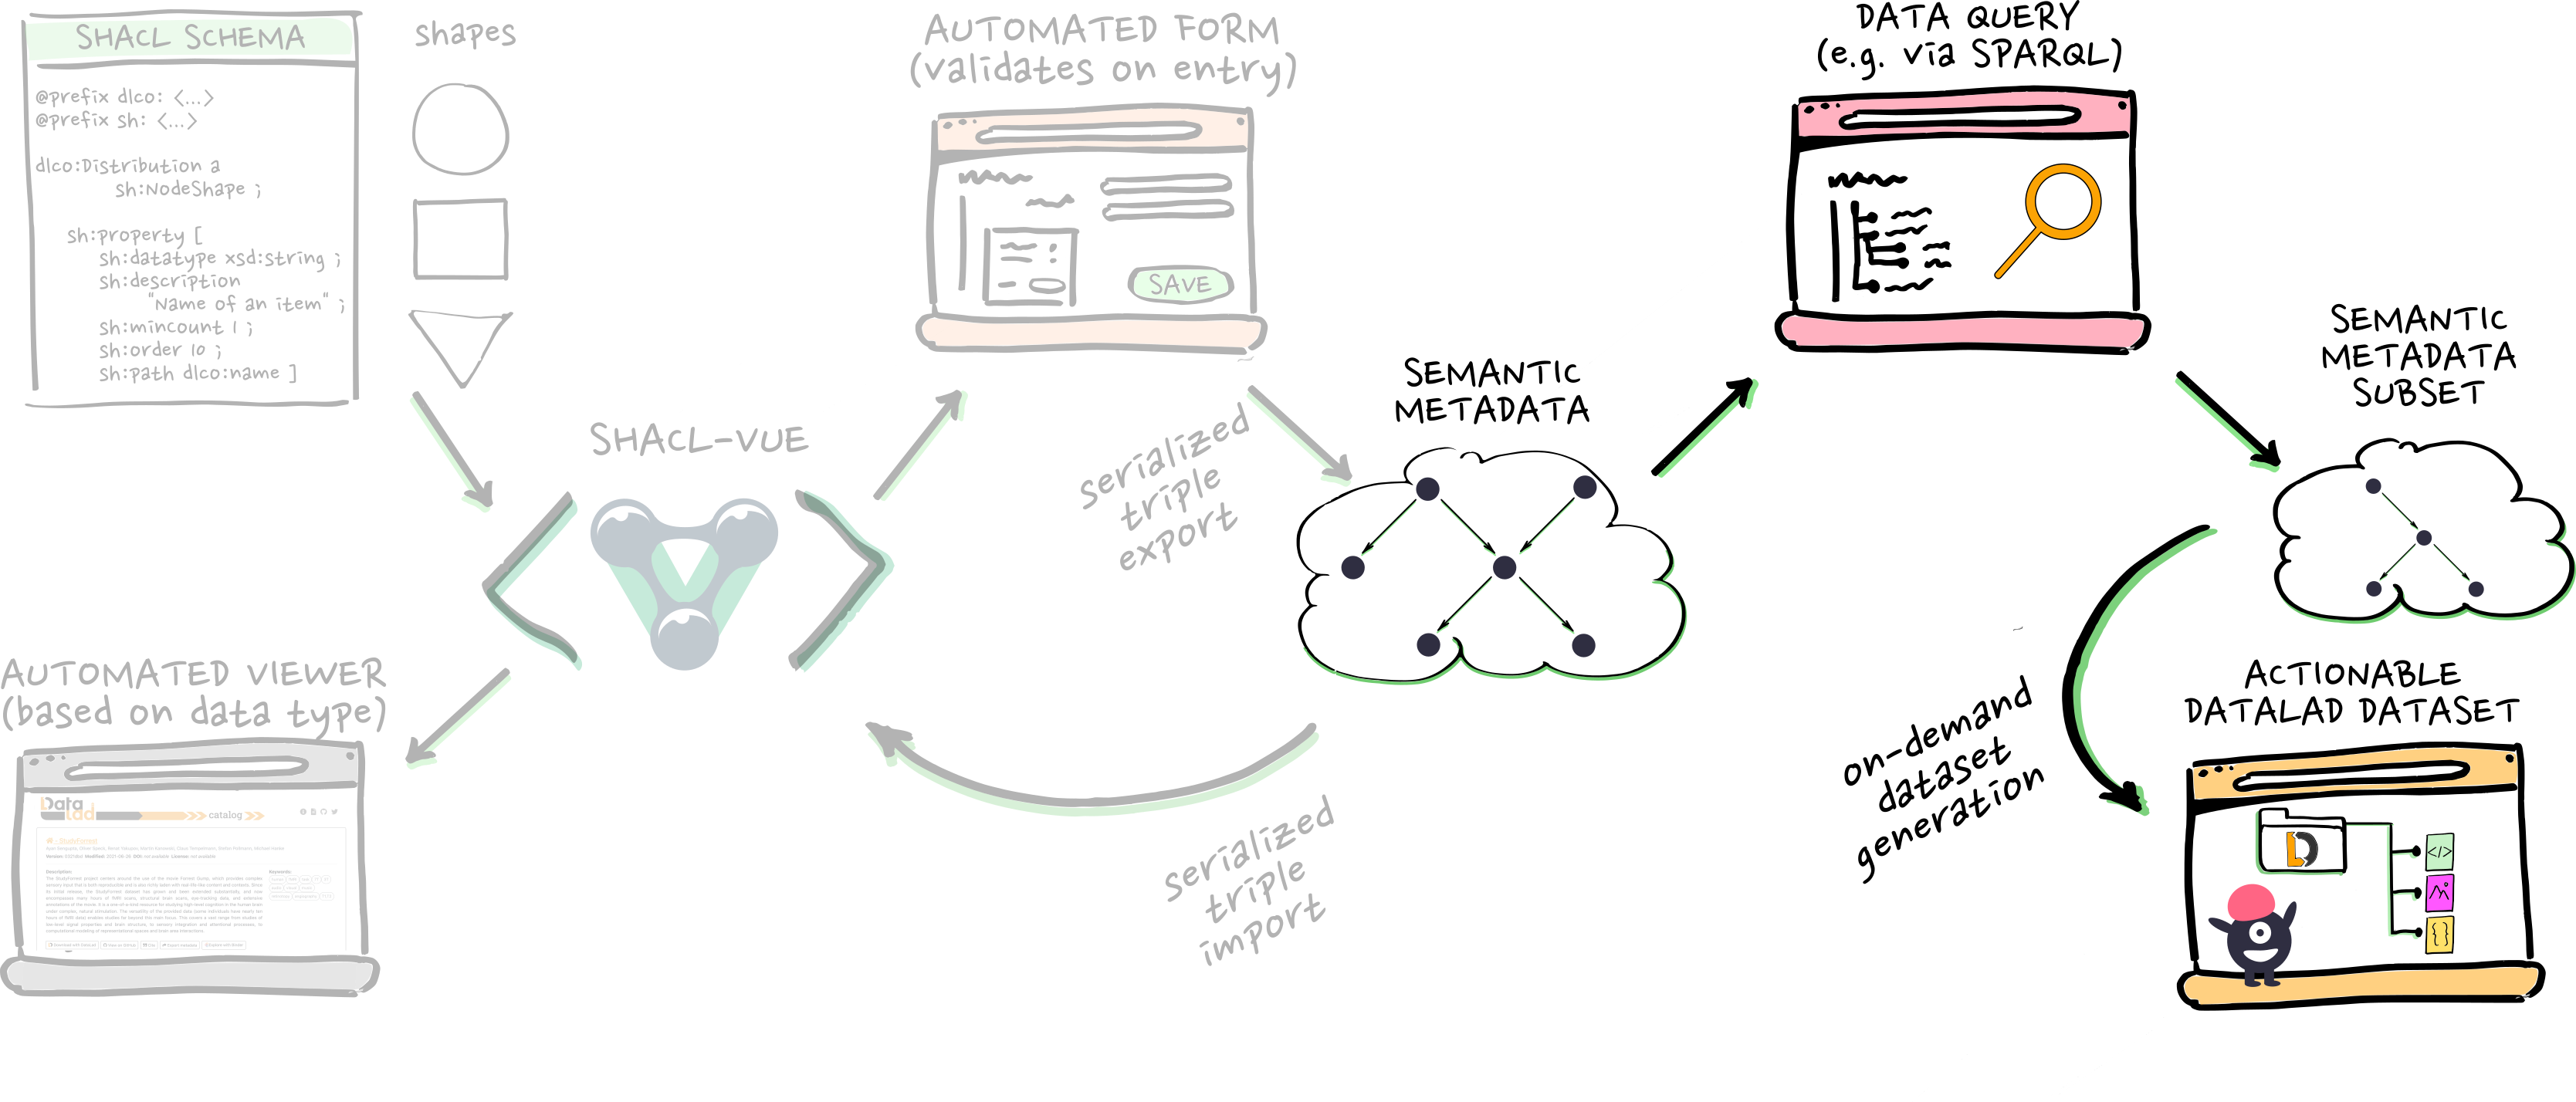 SHACL SCHEMA
@prefix dlco: <...>
@prefix sh: <...>
dlco:Distribution a
sh:NodeShape ;
sh:property [
sh:datatype xsd:string ;
sh:description
"Name of an item" ;
sh:mincount 1 ;
sh:order 10 ;
sh:path dlco:name ]
shapes
SHACL-VUE
AUTOMATED FORM
(validates on entry)
SAVE
serialized
triple
export
SEMANTIC
METADATA
serialized
triple
import
AUTOMATED VIEWER
(based on data type)
Data
lad
catalog
DATA QUERY
(e.g. via SPARQL)
SEMANTIC
METADATA
SUBSET
on-demand
dataset
generation
ACTIONABLE
DATALAD DATASET
</>
{}